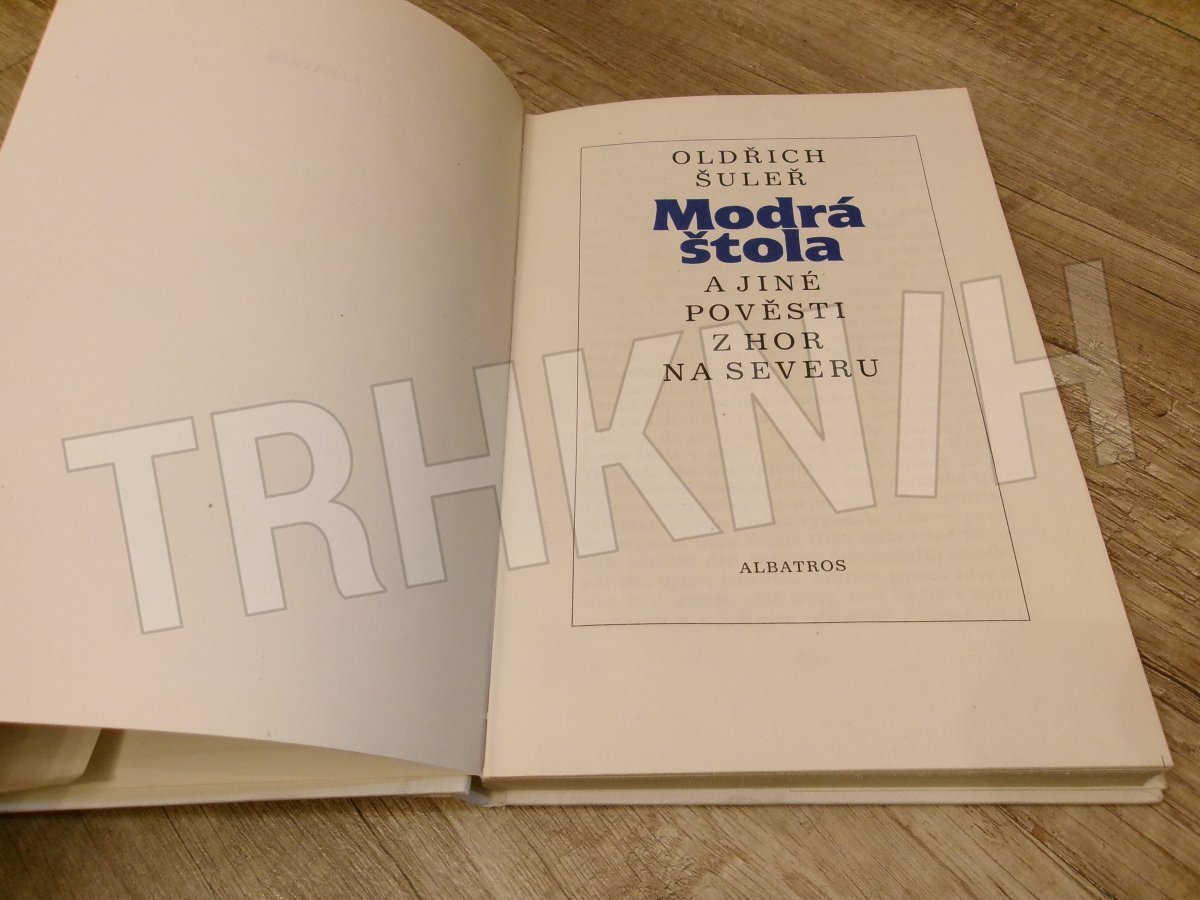 OLDŘICH
ŠULEŘ
Modrá
štola
A JINÉ
POVĚSTI
Z HOR
NA SEVERU
TRHKNIH
ALBATROS